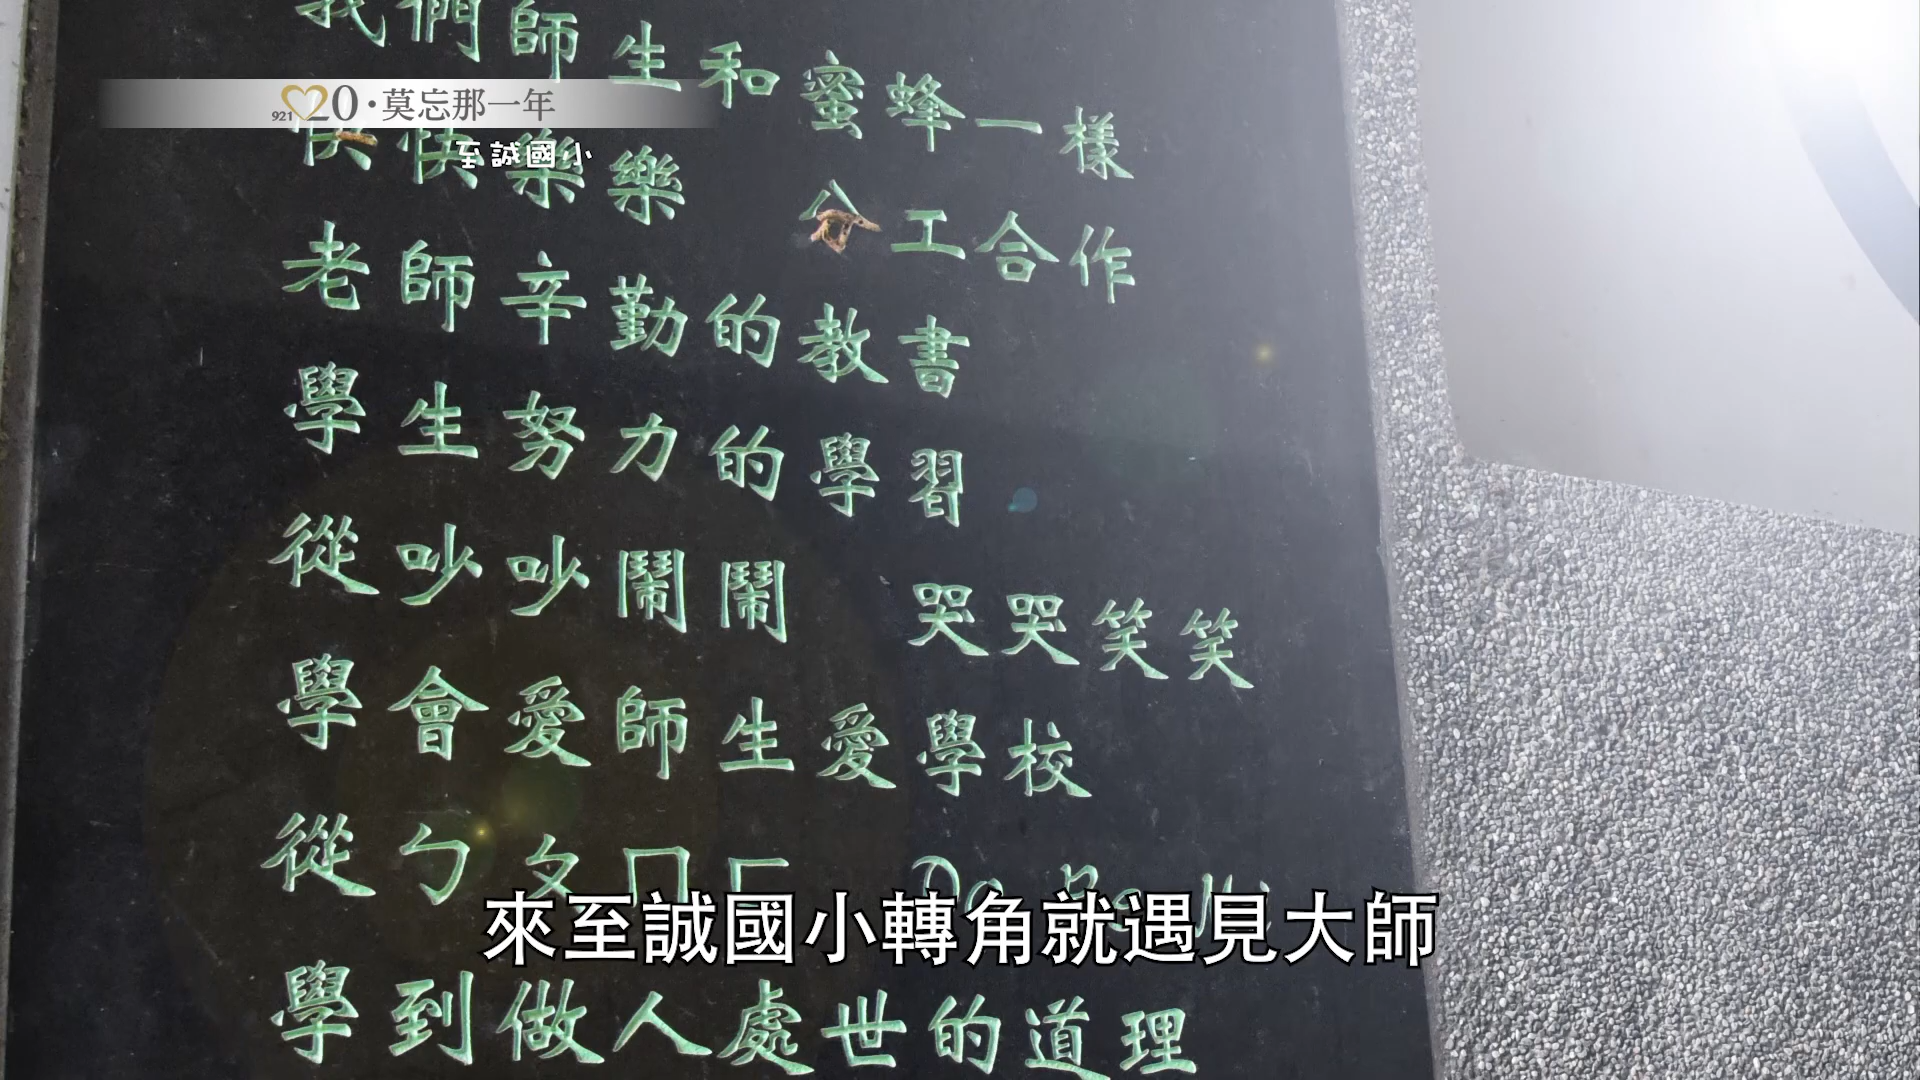 我們師生和蜜蜂一樣
921 20·莫忘那一年
快快樂樂 分工合作
至誠國小
老師辛勤的教書
學生努力的學習
從吵吵鬧鬧 哭哭笑笑
學會愛師生愛學校
從ㄅㄆㄇㄈ Do Re Mi
來至誠國小轉角就遇見大師
學到做人處世的道理